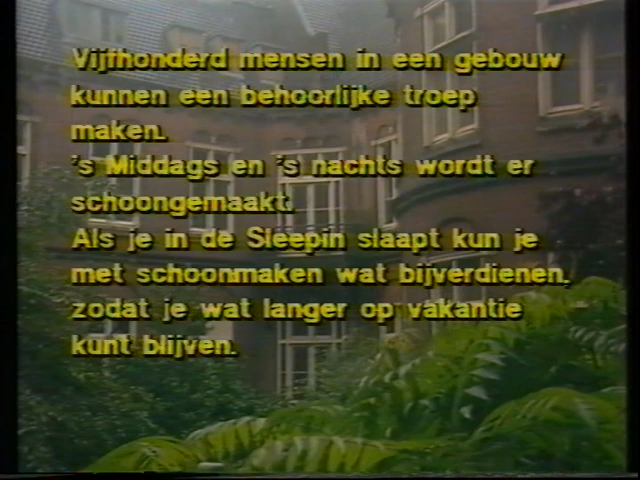 Vijfhonderd mensen in een gebouw
kunnen een behoorlijke troep
maken.
's Middags en 's nachts wordt er
schoongemaakt.
Als je in de Sleepin slaapt kun je
met schoonmaken wat bijverdienen,
zodat je wat langer op vakantie
kunt blijven.